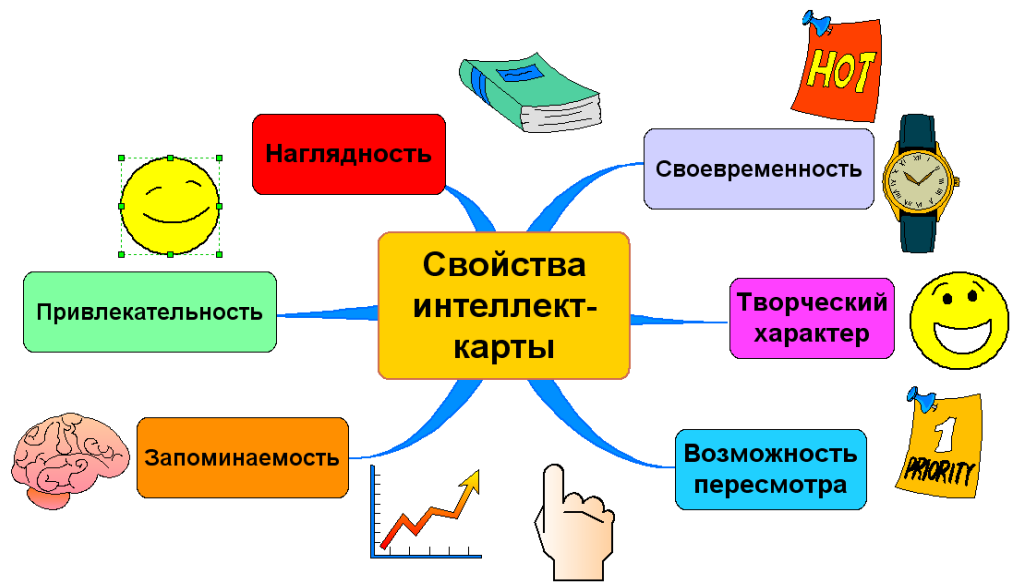 HOT
Наглядность
Своевременность
Свойства
интеллект-
карты
Привлекательность
Творческий
характер
Запоминаемость
Возможность
пересмотра
1
PRIORITY